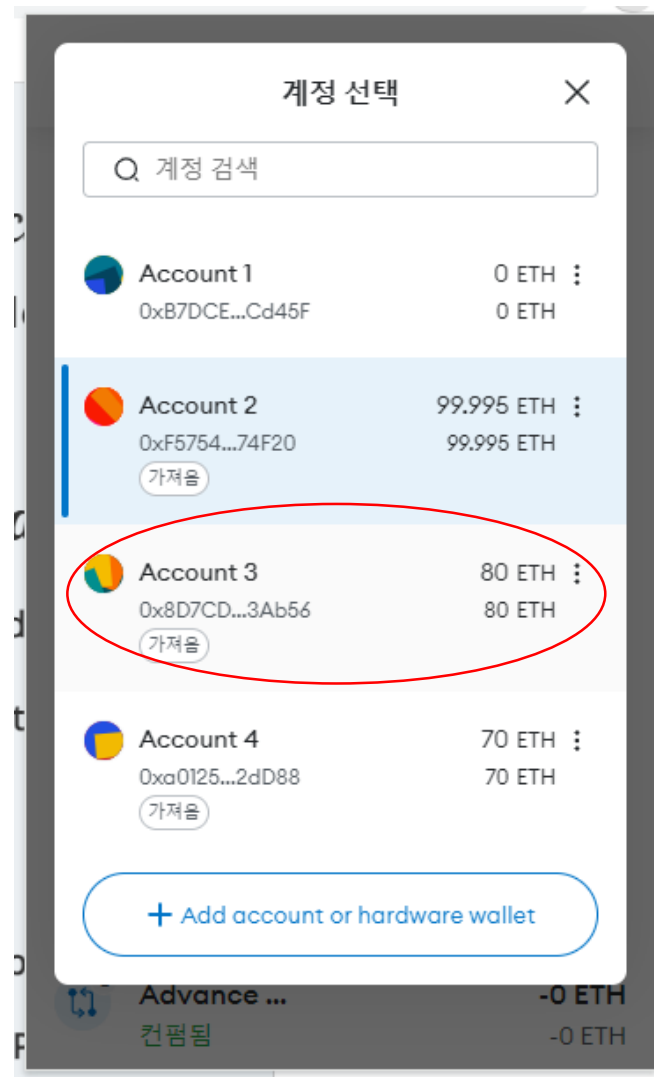 계정 선택
계정 검색
Account 1 0 ETH
0xB7DCE...Cd45F 0 ETH
Account 2 99.995 ETH
0xF5754...74F20 99.995 ETH
가져옴
Account 3 80 ETH
0x8D7CD...3Ab56 80 ETH
가져옴
Account 4 70 ETH
0xa0125...2dD88 70 ETH
가져옴
+ Add account or hardware wallet
Advance ... -0 ETH
컨펌됨 -0 ETH